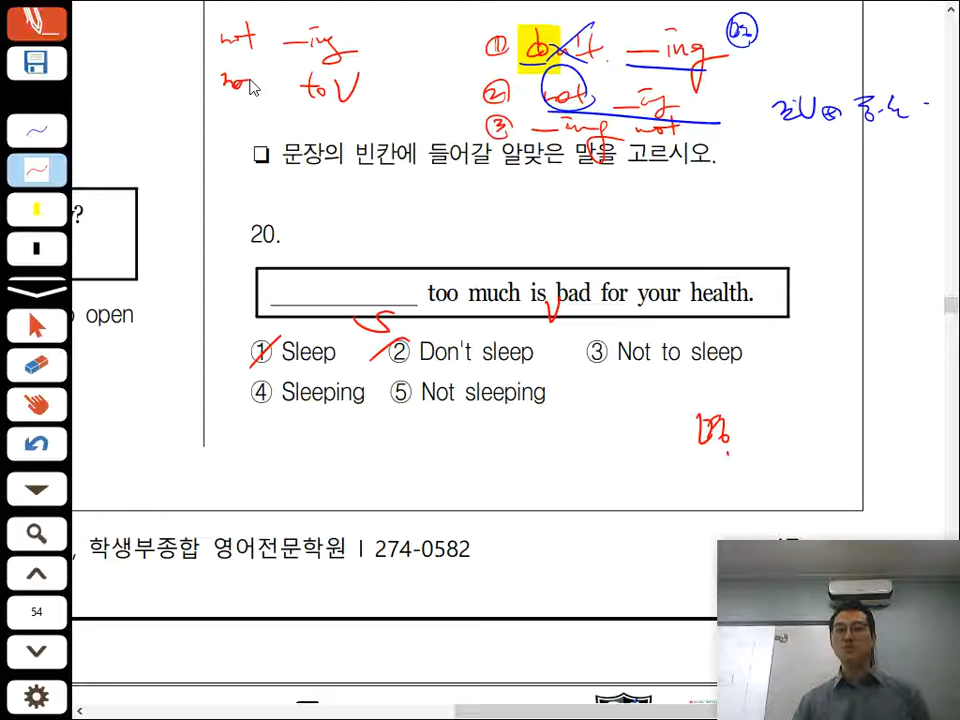 not —ing
to V
① don't —ing
② not —ing
③ —ing not
❏ 문장의 빈칸에 들어갈 알맞은 말을 고르시오.
y?
open
20.
__________ too much is bad for your health.
S
V
① Sleep ② Don't sleep ③ Not to sleep
④ Sleeping ⑤ Not sleeping
, 학생부종합 영어전문학원 | 274-0582
54